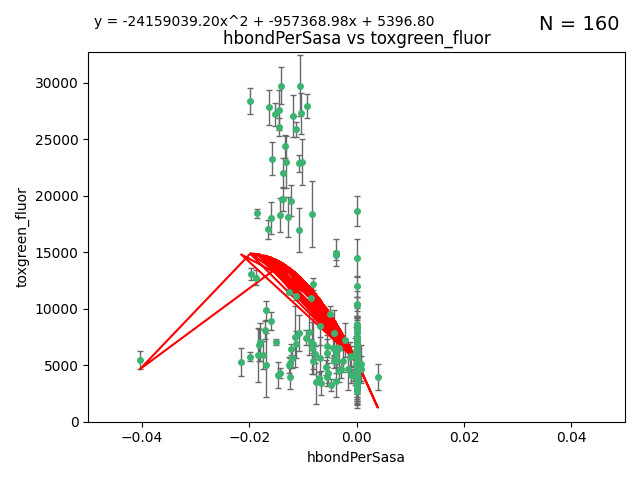 y = -24159039.20x^2 + -957368.98x + 5396.80
N = 160
hbondPerSasa vs toxgreen_fluor
toxgreen_fluor
30000
25000
20000
15000
10000
5000
0
−0.04
−0.02
0.00
0.02
0.04
hbondPerSasa